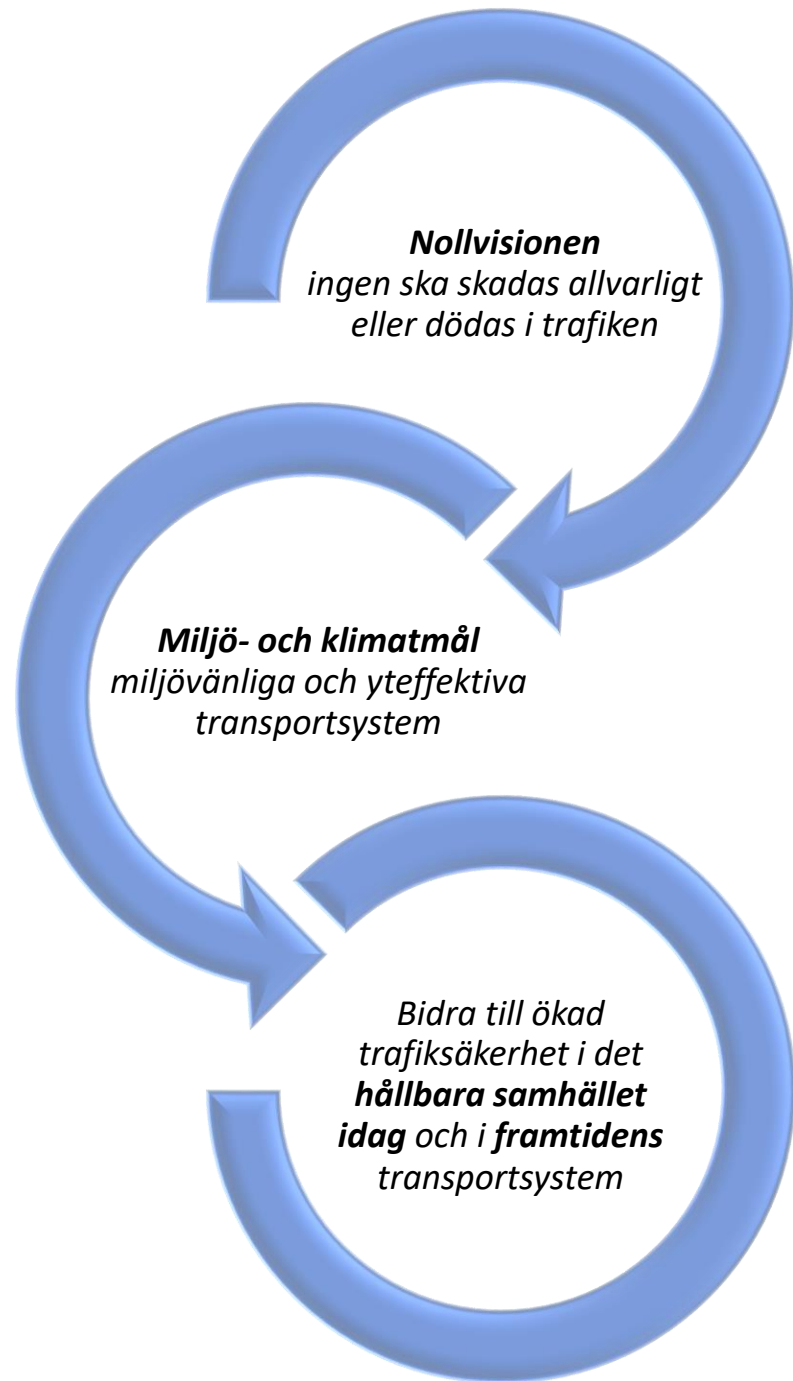 Nollvisionen
ingen ska skadas allvarligt
eller dödas i trafiken
Miljö- och klimatmål
miljövänliga och yteffektiva
transportsystem
Bidra till ökad
trafiksäkerhet i det
hållbara samhället
idag och i framtidens
transportsystem